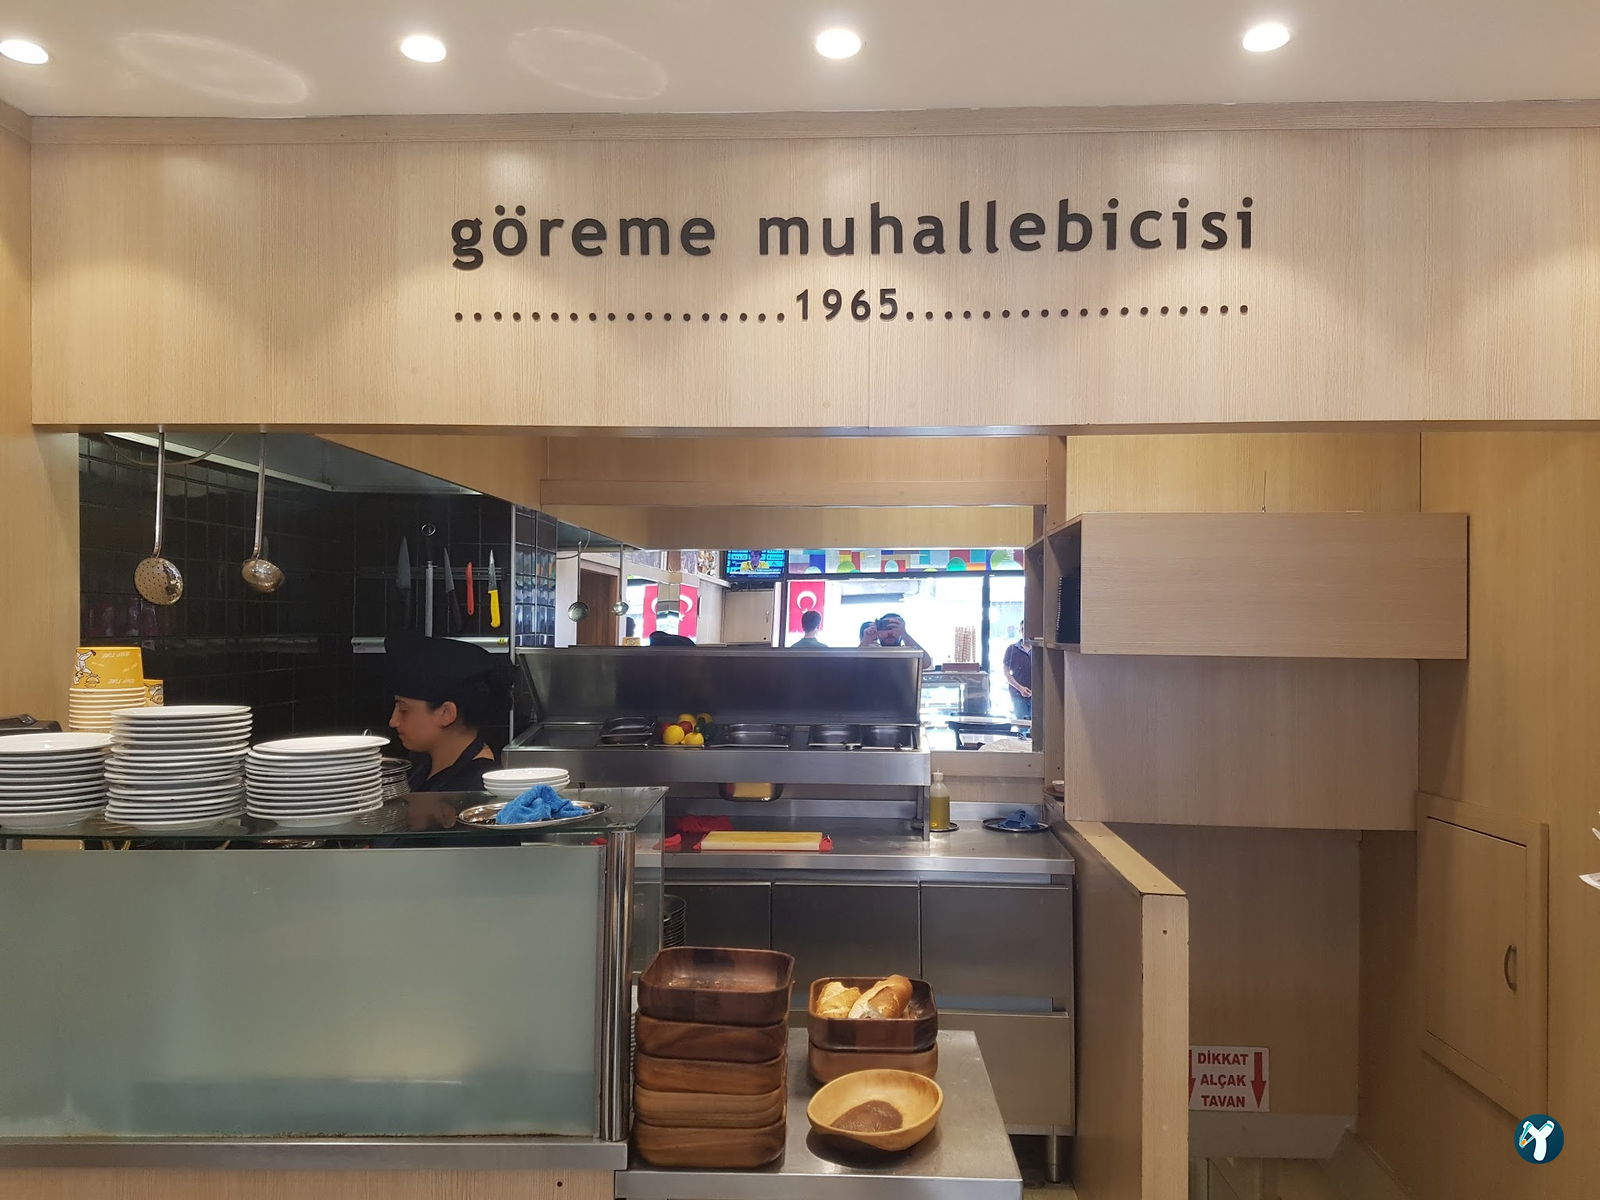 göreme muhallebicisi
..................1965...................
DİKKAT
ALÇAK
TAVAN